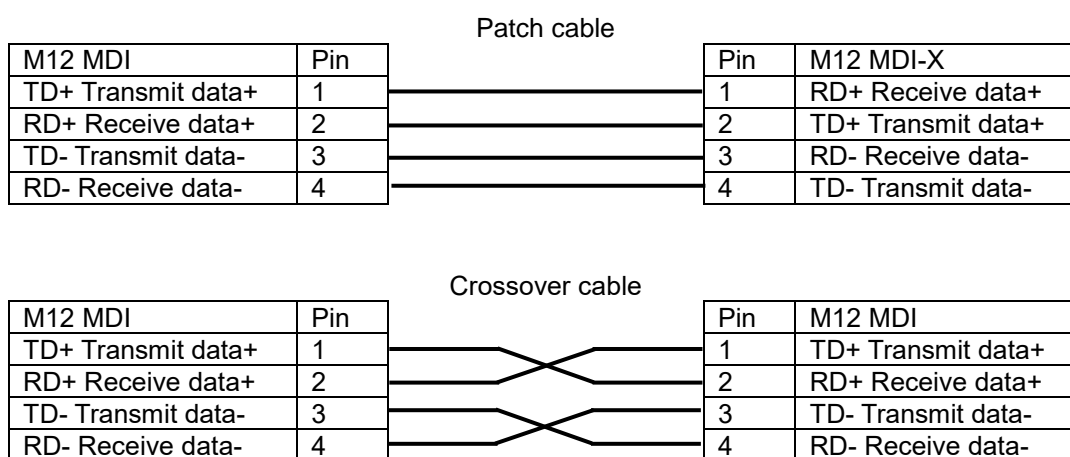 Patch cable
M12 MDI Pin Pin M12 MDI-X
TD+ Transmit data+ 1 1 RD+ Receive data+
RD+ Receive data+ 2 2 TD+ Transmit data+
TD- Transmit data- 3 3 RD- Receive data-
RD- Receive data- 4 4 TD- Transmit data-
Crossover cable
M12 MDI Pin Pin M12 MDI
TD+ Transmit data+ 1 1 TD+ Transmit data+
RD+ Receive data+ 2 2 RD+ Receive data+
TD- Transmit data- 3 3 TD- Transmit data-
RD- Receive data- 4 4 RD- Receive data-